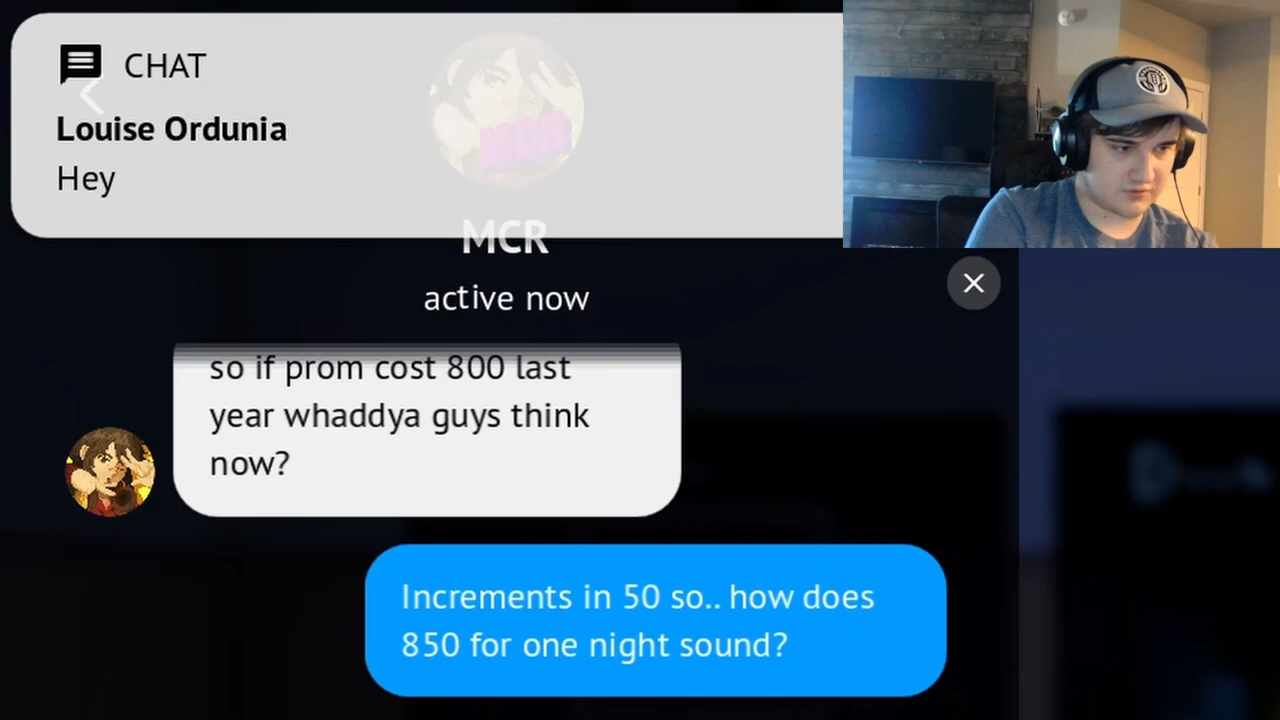 CHAT
Louise Ordunia
Hey
MCR
MCR
active now
so if prom cost 800 last
year whaddya guys think
now?
Increments in 50 so.. how does
850 for one night sound?